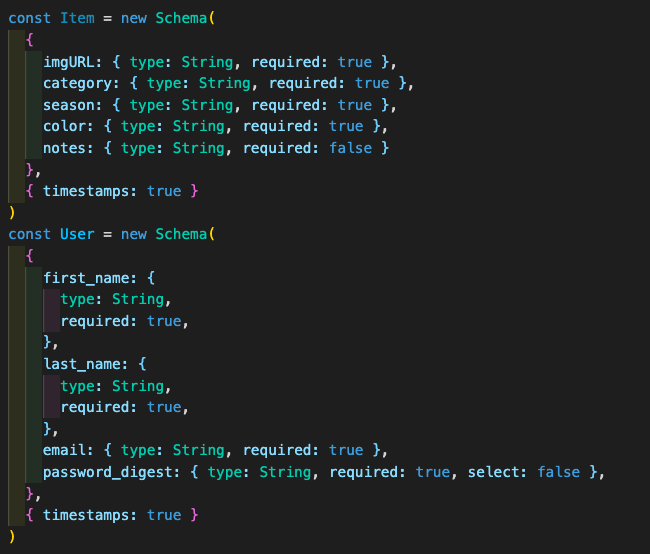 const Item = new Schema(
  {
    imgURL: { type: String, required: true },
    category: { type: String, required: true },
    season: { type: String, required: true },
    color: { type: String, required: true },
    notes: { type: String, required: false }
  },
  { timestamps: true }
)
const User = new Schema(
  {
    first_name: {
      type: String,
      required: true,
    },
    last_name: {
      type: String,
      required: true,
    },
    email: { type: String, required: true },
    password_digest: { type: String, required: true, select: false },
  },
  { timestamps: true }
)